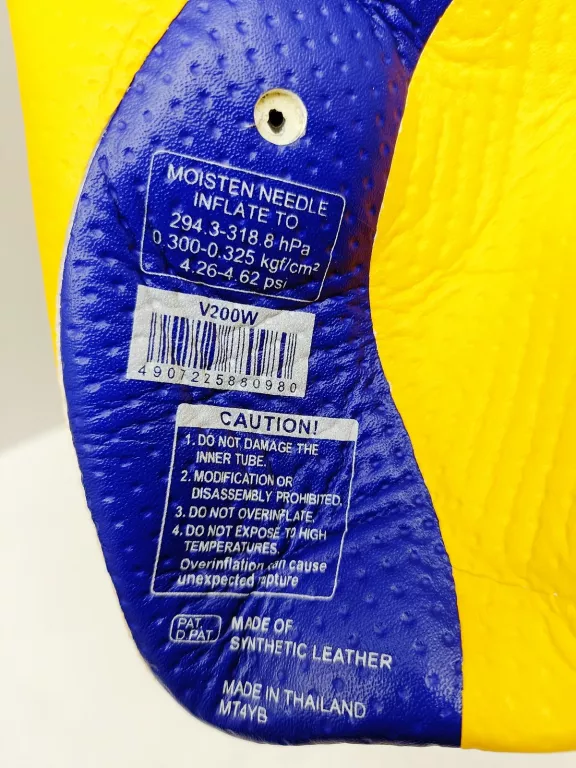 MOISTEN NEEDLE
INFLATE TO
294.3-318.8 hPa
0.300-0.325 kgf/cm²
4.26-4.62 psi
V200W
4907225880980
CAUTION!
1. DO NOT DAMAGE THE
INNER TUBE.
2. MODIFICATION OR
DISASSEMBLY PROHIBITED.
3. DO NOT OVERINFLATE.
4. DO NOT EXPOSE TO HIGH
TEMPERATURES.
Overinflation can cause
unexpected rupture
PAT.
D.PAT.
MADE OF
SYNTHETIC LEATHER
MADE IN THAILAND
MT4YB